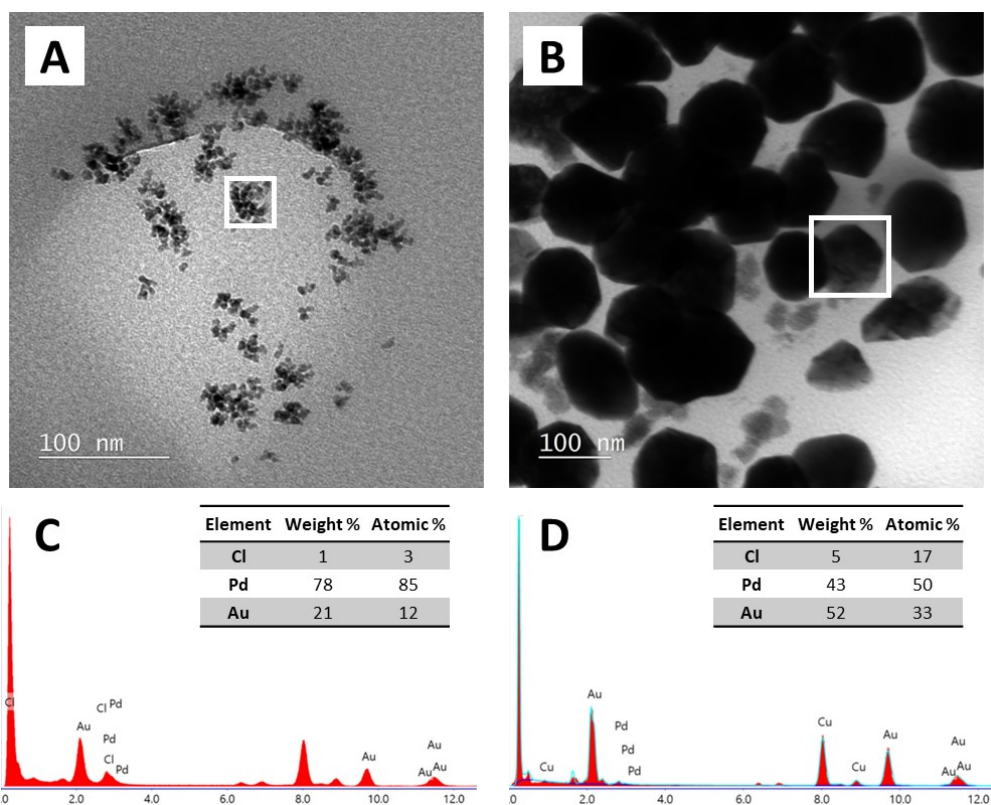 A
100 nm
B
100 nm
C
Element Weight % Atomic %
Cl 1 3
Pd 78 85
Au 21 12
Cl
Cl Pd
Au
Pd
Cl
Pd
Au
Au
Au Au
.0 2.0 4.0 6.0 8.0 10.0 12.0
D
Element Weight % Atomic %
Cl 5 17
Pd 43 50
Au 52 33
Au
Pd
Pd
Pd
Cu
Cu
Cu
Au
Au
Au Au
.0 2.0 4.0 6.0 8.0 10.0 12.0